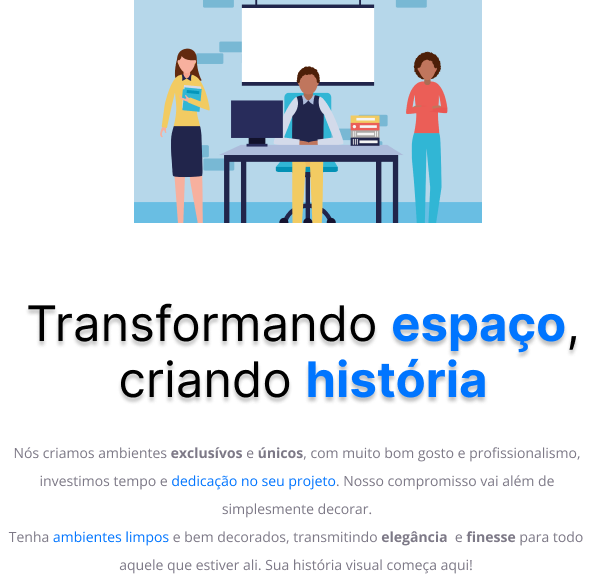 Transformando espaço,
criando história
Nós criamos ambientes exclusívos e únicos, com muito bom gosto e profissionalismo,
investimos tempo e dedicação no seu projeto. Nosso compromisso vai além de
simplesmente decorar.
Tenha ambientes limpos e bem decorados, transmitindo elegância e finesse para todo
aquele que estiver ali. Sua história visual começa aqui!